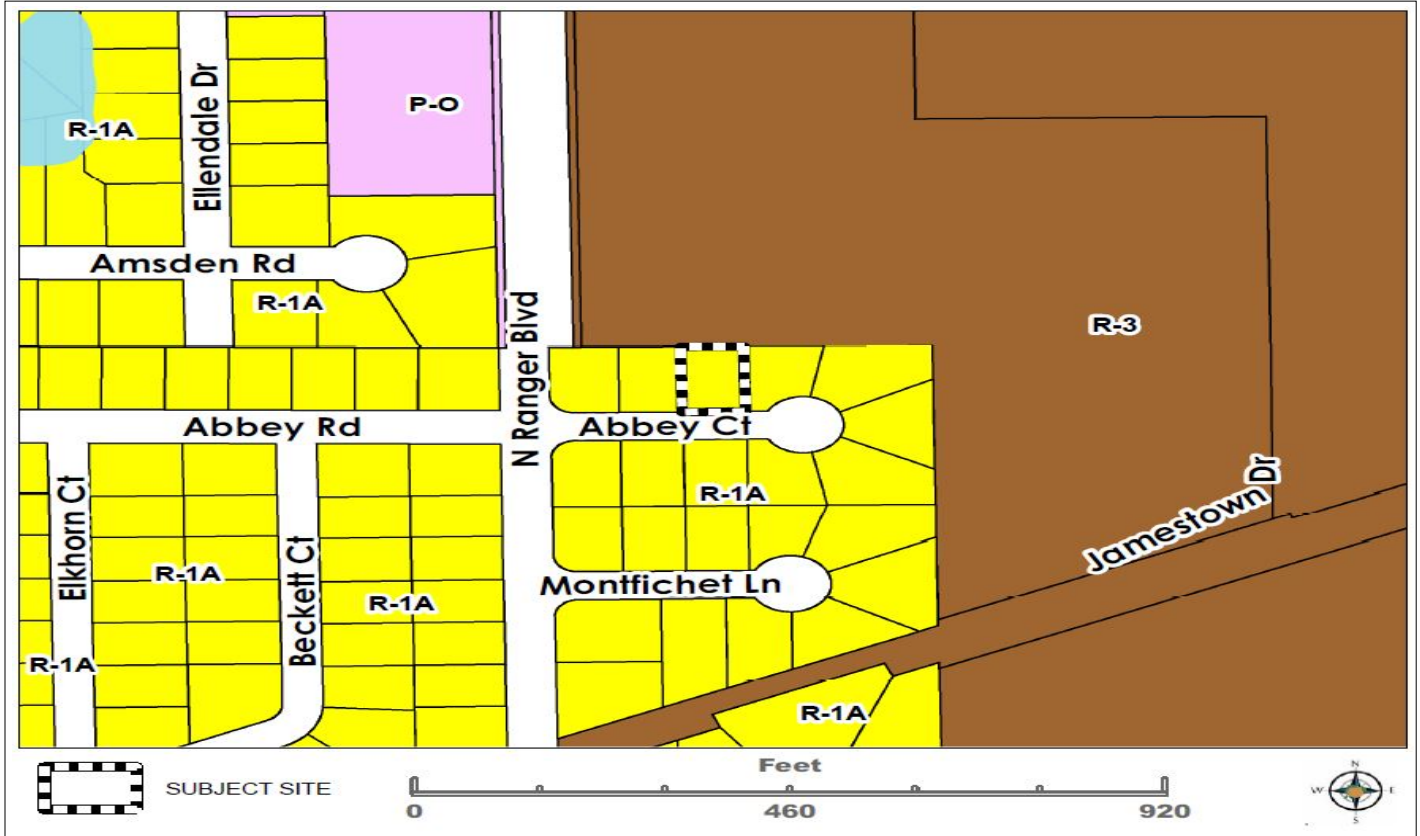 P-O
R-1A
Ellendale Dr
Amsden Rd
R-1A
N Ranger Blvd
R-3
Abbey Rd
Abbey Ct
R-1A
Elkhorn Ct
Beckett Ct
R-1A
R-1A
Montfichet Ln
Jamestown Dr
R-1A
R-1A
SUBJECT SITE
Feet
0
460
920
N
W
E
S